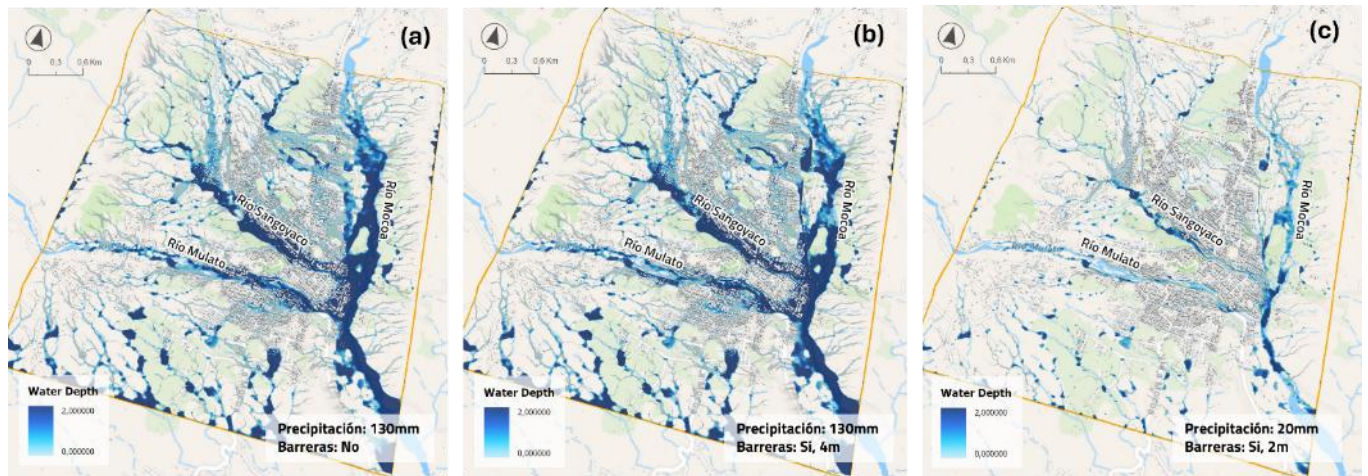 (a)
0 0,3 0,6 Km
Río Sangoyaco
Río Mocoa
Río Mulato
Water Depth
2,000000
0,000000
Precipitación: 130mm
Barreras: No
(b)
0 0,3 0,6 Km
Río Sangoyaco
Río Mocoa
Río Mulato
Water Depth
2,000000
0,000000
Precipitación: 130mm
Barreras: Si, 4m
(c)
0 0,3 0,6 Km
Río Sangoyaco
Río Mocoa
Río Mulato
Río Mulato
Water Depth
2,000000
0,000000
Precipitación: 20mm
Barreras: Si, 2m